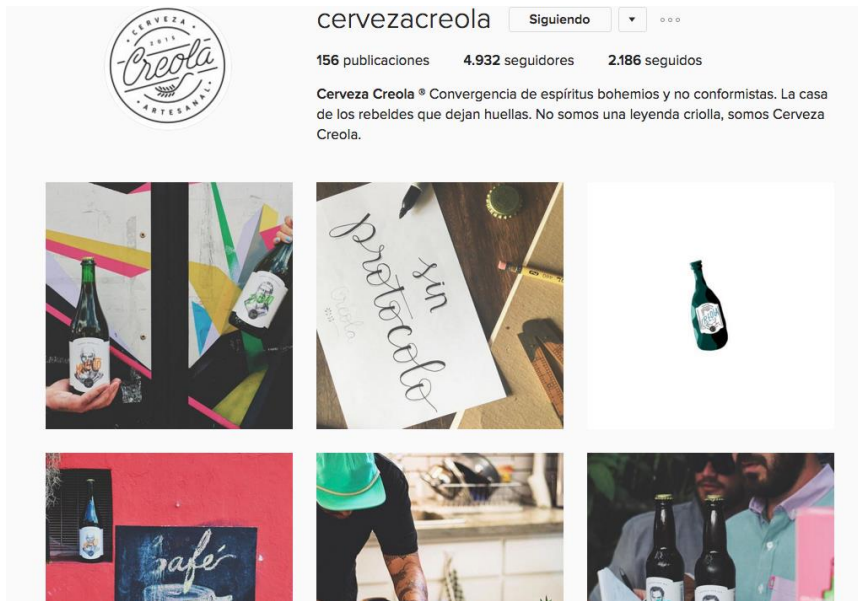 cervezacreola Siguiendo
156 publicaciones 4.932 seguidores 2.186 seguidos
Cerveza Creola ® Convergencia de espíritus bohemios y no conformistas. La casa
de los rebeldes que dejan huellas. No somos una leyenda criolla, somos Cerveza
Creola.
CERVEZA
2015
Creola
ARTESANAL
sin
protocolo
Creola
Café